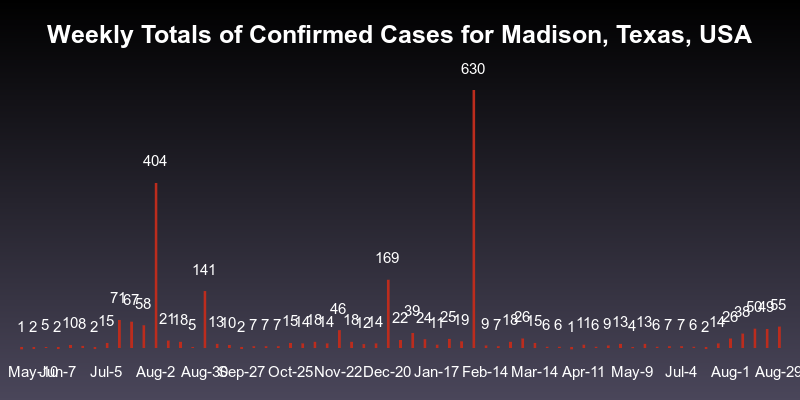 Weekly Totals of Confirmed Cases for Madison, Texas, USA
1 2 5 2 10 8 2 15 71 67 58 404 21 18 5 141 13 10 2 7 7 7 15 14 18 14 46 18 12 14 169 22 39 24 11 25 19 630 9 7 18 26 15 6 6 1 11 6 9 13 4 13 6 7 7 6 2 14 26 38 50 49 55
May-10 Jun-7 Jul-5 Aug-2 Aug-30 Sep-27 Oct-25 Nov-22 Dec-20 Jan-17 Feb-14 Mar-14 Apr-11 May-9 Jul-4 Aug-1 Aug-29